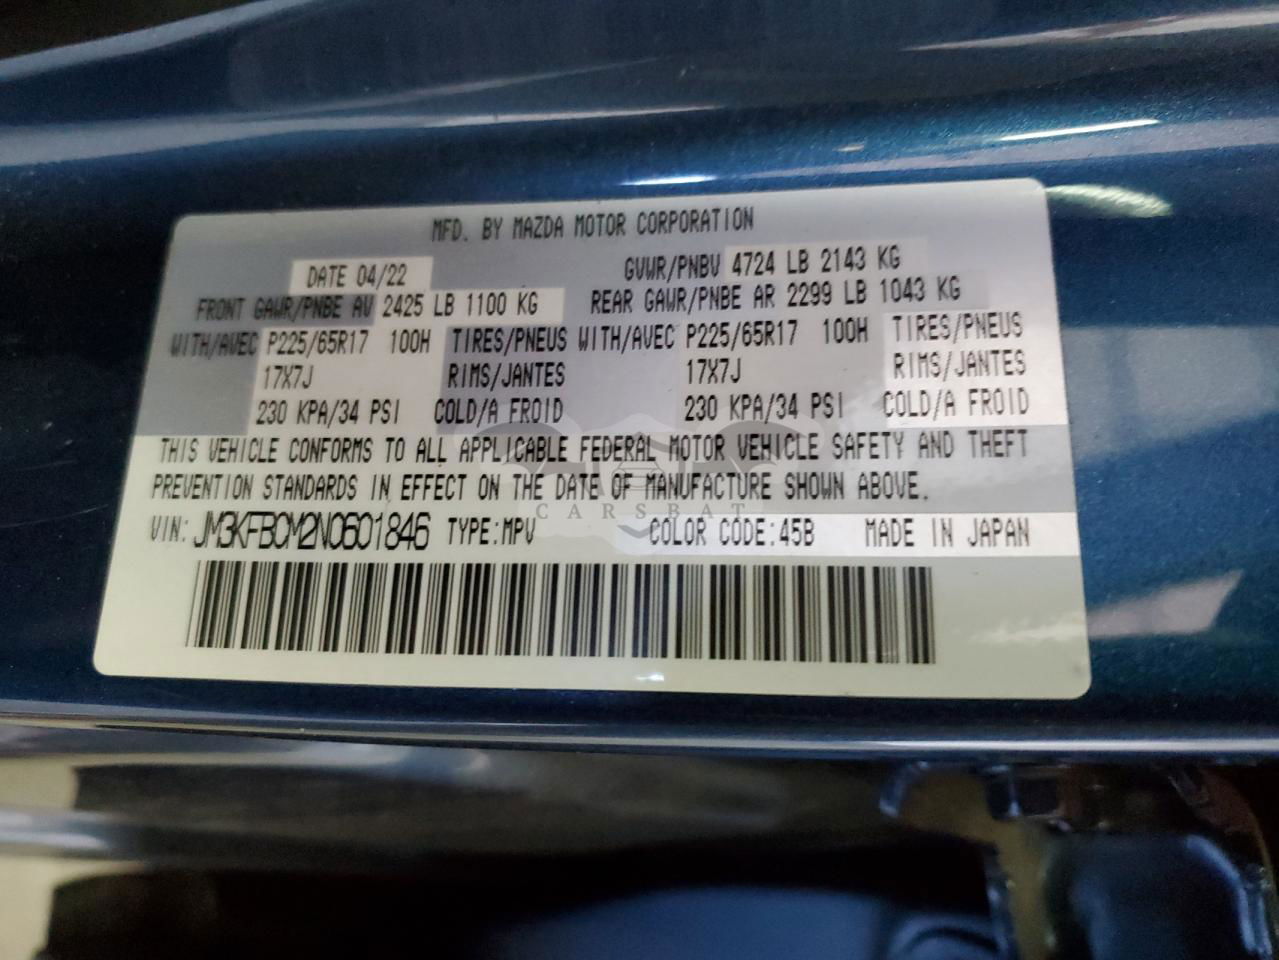 MFD. BY MAZDA MOTOR CORPORATION
DATE 04/22 GVWR/PNBV 4724 LB 2143 KG
FRONT GAWR/PNBE AV 2425 LB 1100 KG REAR GAWR/PNBE AR 2299 LB 1043 KG
WITH/AVEC P225/65R17 100H TIRES/PNEUS WITH/AVEC P225/65R17 100H TIRES/PNEUS
17X7J RIMS/JANTES 17X7J RIMS/JANTES
230 KPA/34 PSI COLD/A FROID 230 KPA/34 PSI COLD/A FROID
THIS VEHICLE CONFORMS TO ALL APPLICABLE FEDERAL MOTOR VEHICLE SAFETY AND THEFT
PREVENTION STANDARDS IN EFFECT ON THE DATE OF MANUFACTURE SHOWN ABOVE.
CARSBAT
VIN: JM3KFBCM2N0601846 TYPE:MPV COLOR CODE:45B MADE IN JAPAN